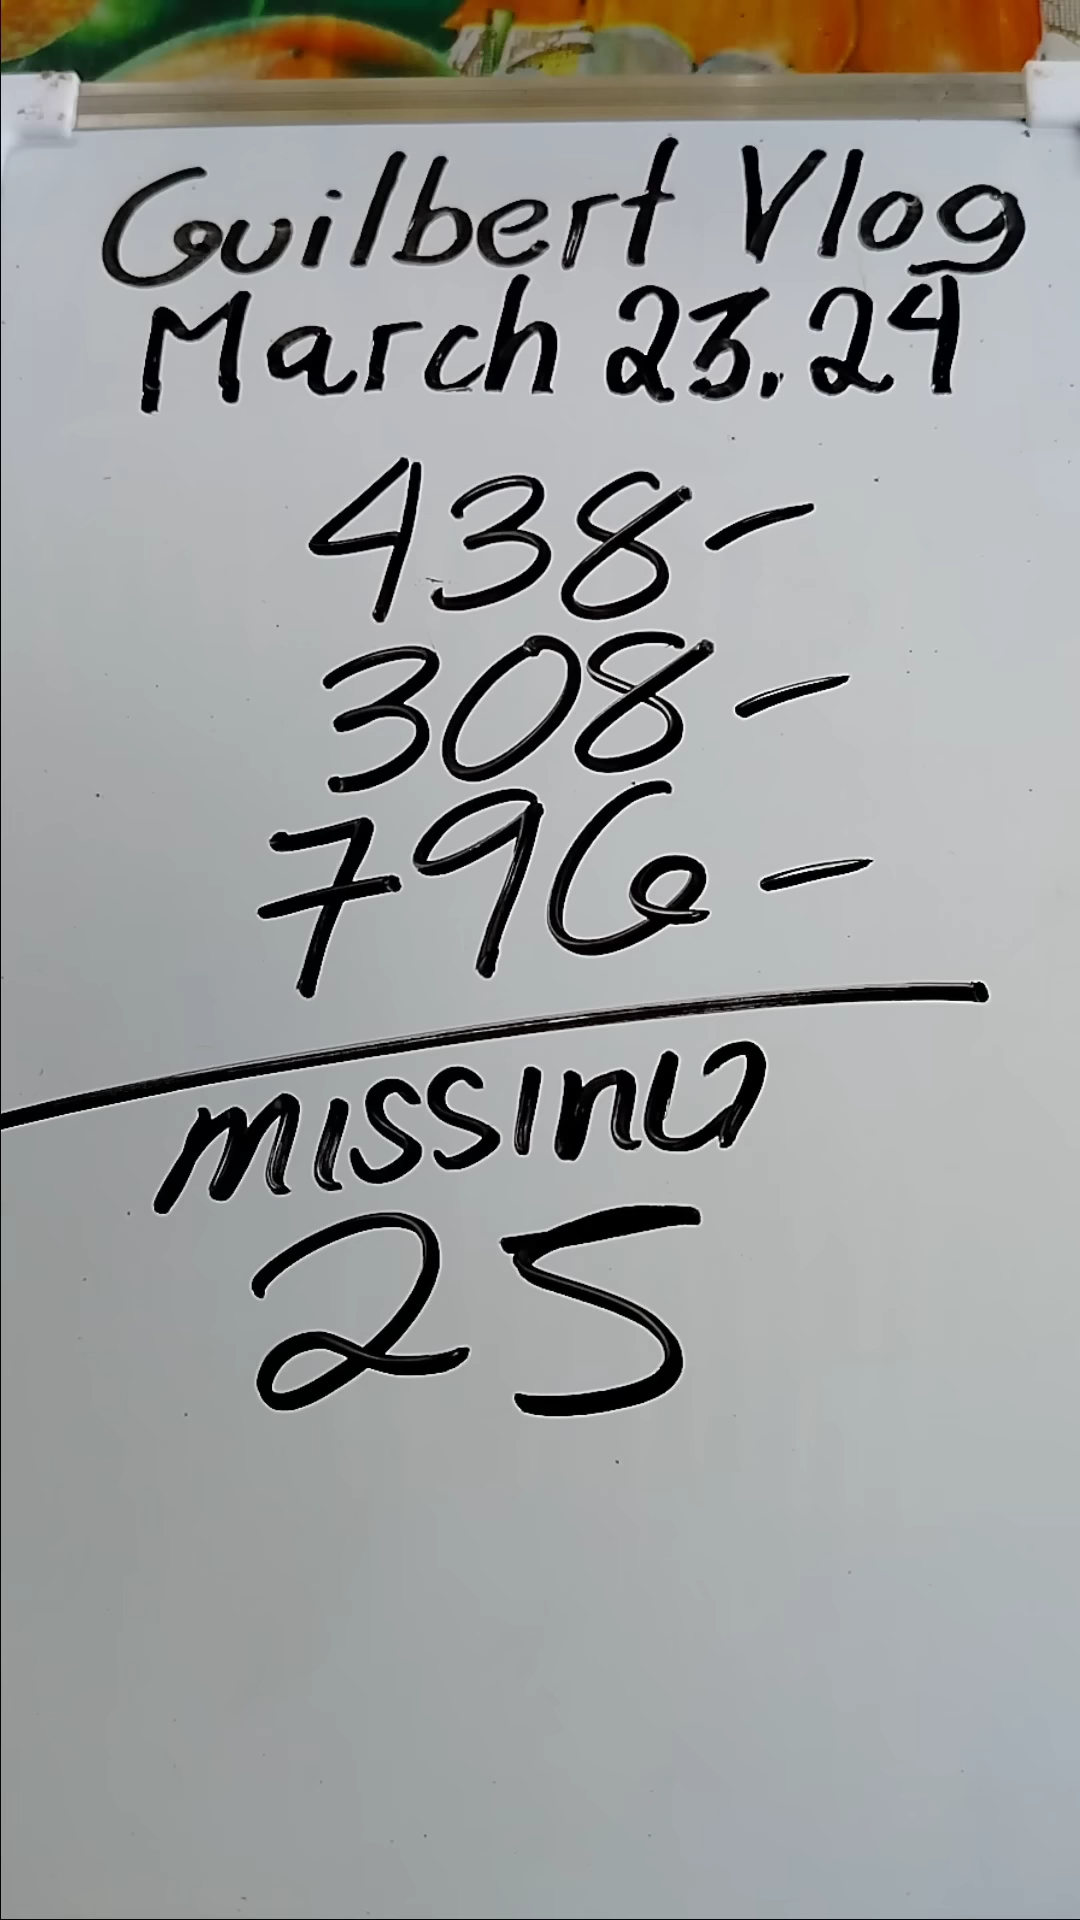 Guilbert Vlog
March 23.24
438-
308-
796-
missing
25